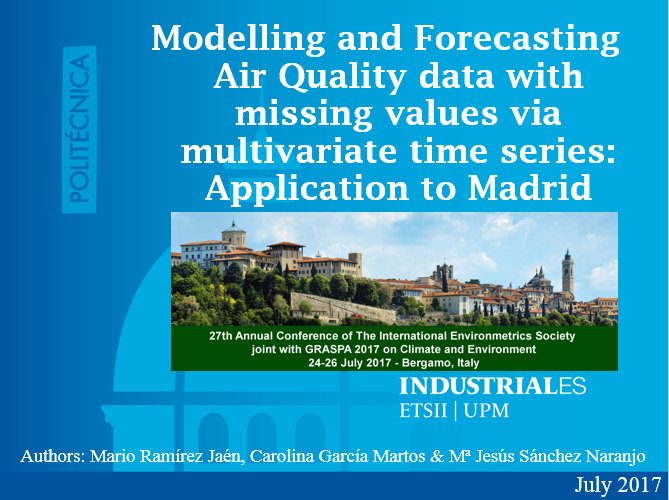 Modelling and Forecasting
Air Quality data with
missing values via
multivariate time series:
Application to Madrid
POLITÉCNICA
27th Annual Conference of The International Environmetrics Society
joint with GRASPA 2017 on Climate and Environment
24-26 July 2017 - Bergamo, Italy
INDUSTRIALES
ETSII | UPM
Authors: Mario Ramírez Jaén, Carolina García Martos & Mª Jesús Sánchez Naranjo
July 2017